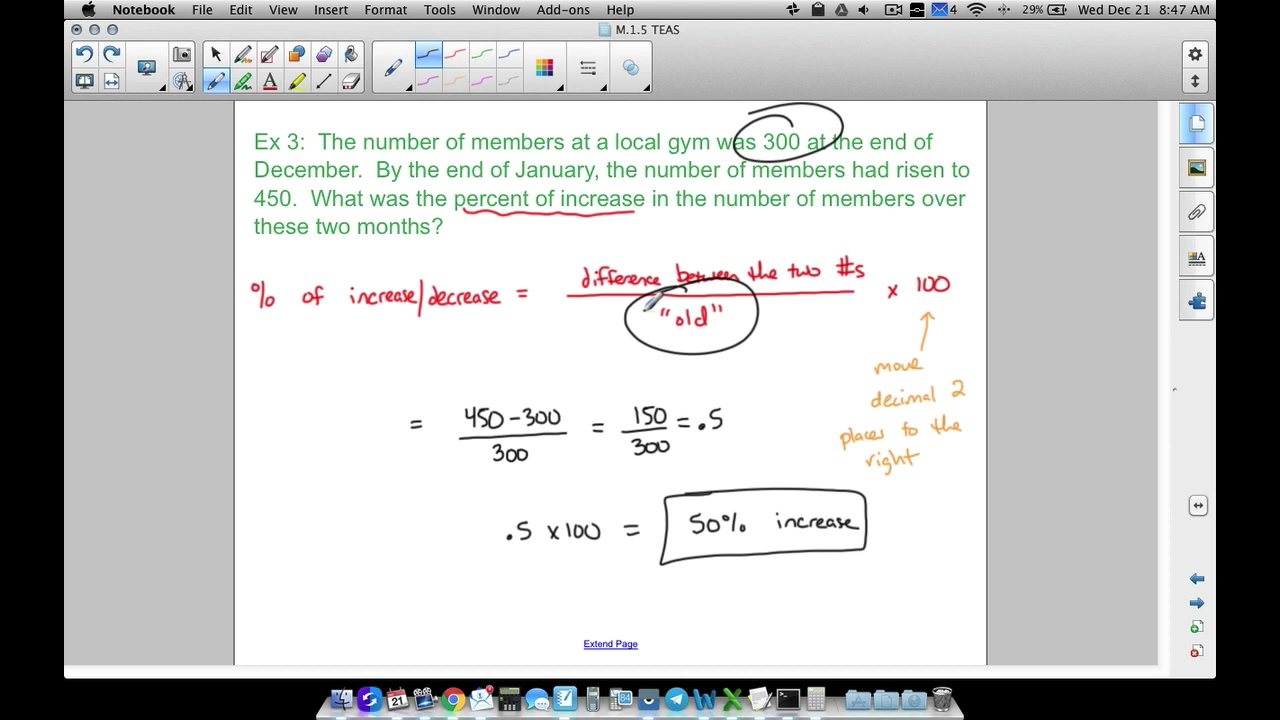 Notebook File Edit View Insert Format Tools Window Add-ons Help 4 29% Wed Dec 21 8:47 AM
M.1.5 TEAS
Ex 3: The number of members at a local gym was 300 at the end of
December. By the end of January, the number of members had risen to
450. What was the percent of increase in the number of members over
these two months?
difference between the two #s
% of increase/decrease = × 100
"old"
move
decimal 2
places to the
right
450 - 300 150
= = = .5
300 300
.5 × 100 = 50% increase
Extend Page